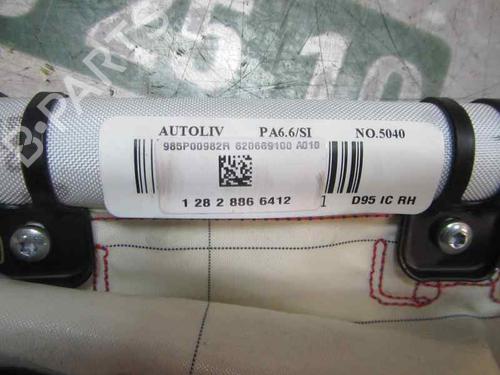 AUTOLIV PA6.6/SI NO.5040
985P00982R 620669100 A010
1 28 2 886 6412 1 D95 IC RH